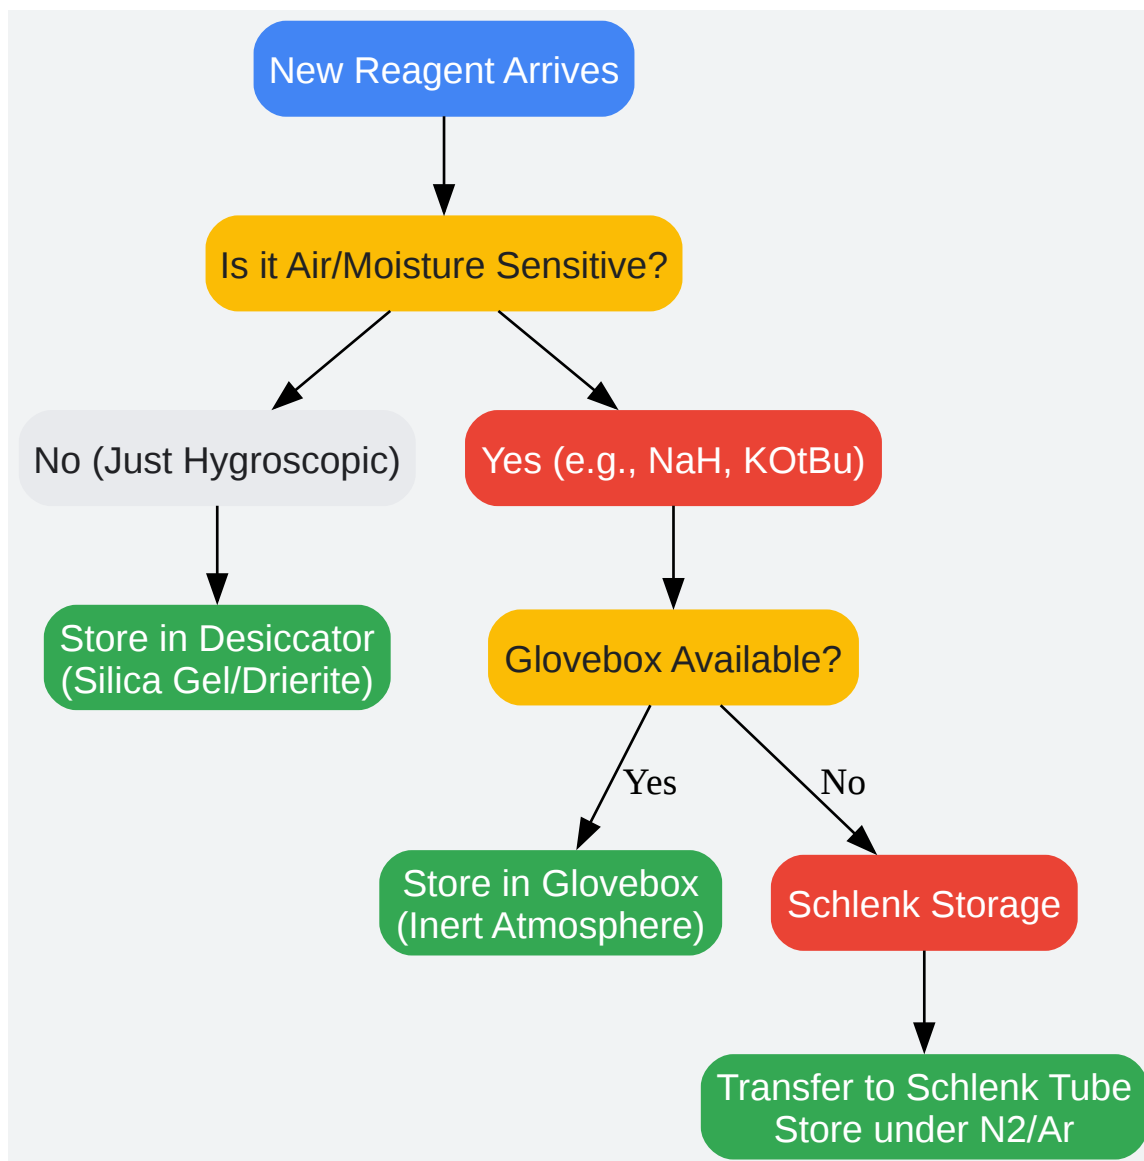 New Reagent Arrives
Is it Air/Moisture Sensitive?
No (Just Hygroscopic)
Yes (e.g., NaH, KOtBu)
Store in Desiccator
(Silica Gel/Drierite)
Glovebox Available?
Yes
No
Store in Glovebox
(Inert Atmosphere)
Schlenk Storage
Transfer to Schlenk Tube
Store under N2/Ar